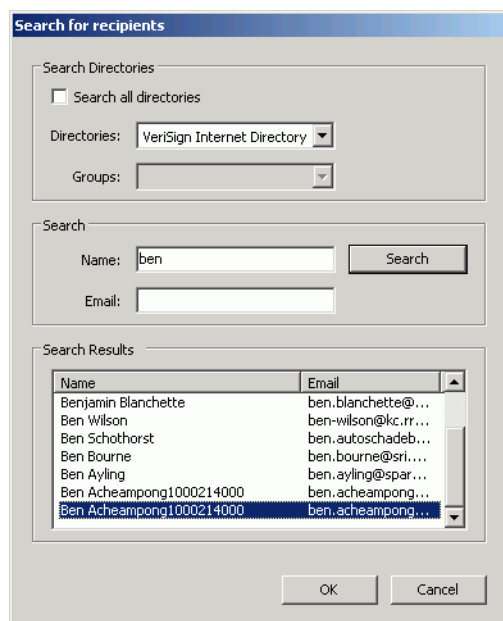 Search for recipients
Search Directories
Search all directories
Directories: VeriSign Internet Directory
Groups:
Search
Name: ben Search
Email:
Search Results
Name Email
Benjamin Blanchette ben.blanchette@...
Ben Wilson ben-wilson@kc.rr...
Ben Schothorst ben.autoschadeb...
Ben Bourne ben.bourne@sri....
Ben Ayling ben.ayling@spar...
Ben Acheampong1000214000 ben.acheampong...
Ben Acheampong1000214000 ben.acheampong...
OK Cancel